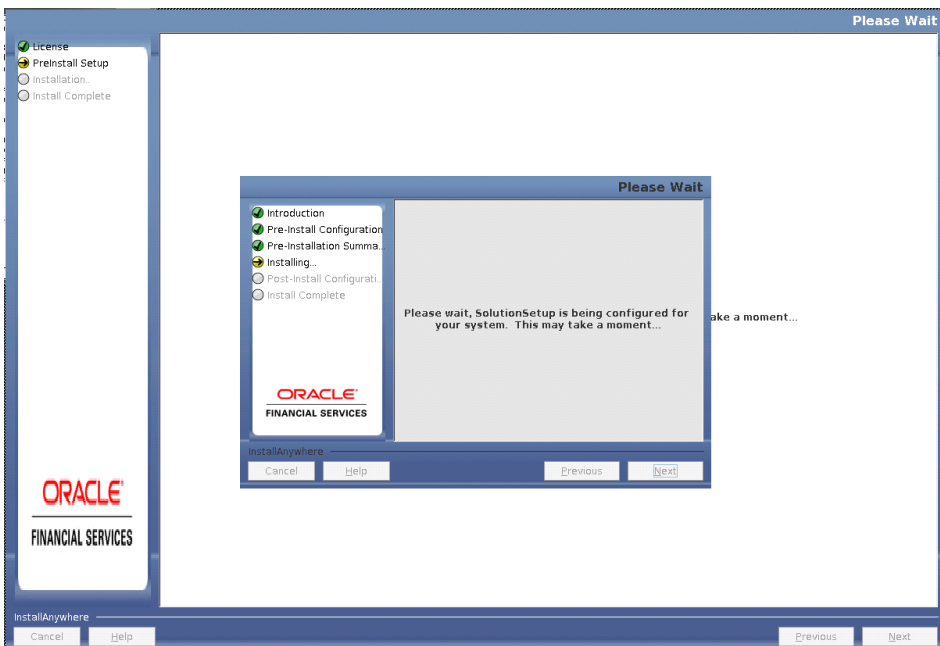 Please Wait
License
PreInstall Setup
Installation..
Install Complete
Please Wait
Introduction
Pre-Install Configuration
Pre-Installation Summa..
Installing...
Post-Install Configurati..
Install Complete
Please wait, SolutionSetup is being configured for
your system. This may take a moment...
ake a moment...
ORACLE
FINANCIAL SERVICES
InstallAnywhere
Cancel
Help
Previous
Next
ORACLE
FINANCIAL SERVICES
InstallAnywhere
Cancel
Help
Previous
Next